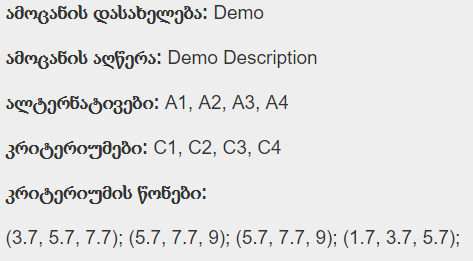 ამოცანის დასახელება: Demo
ამოცანის აღწერა: Demo Description
ალტერნატივები: A1, A2, A3, A4
კრიტერიუმები: C1, C2, C3, C4
კრიტერიუმის წონები:
(3.7, 5.7, 7.7); (5.7, 7.7, 9); (5.7, 7.7, 9); (1.7, 3.7, 5.7);